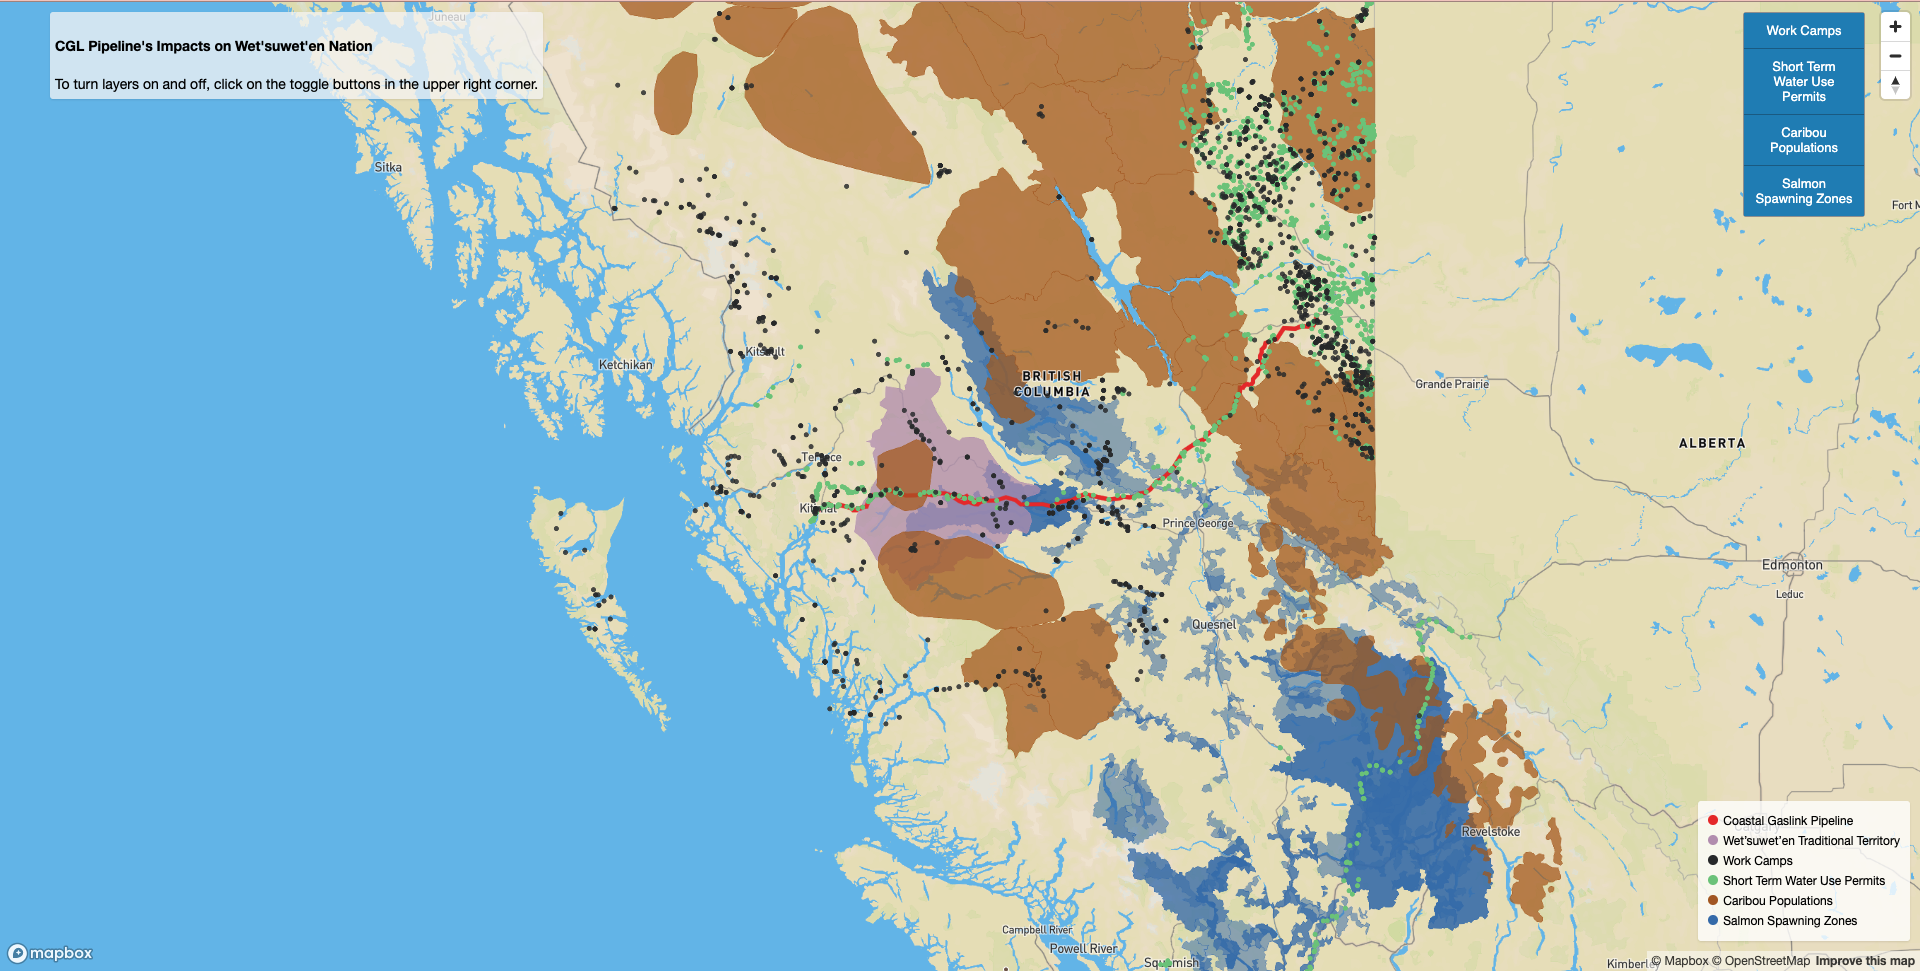 Juneau
CGL Pipeline's Impacts on Wet'suwet'en Nation
To turn layers on and off, click on the toggle buttons in the upper right corner.
Work Camps
Short Term
Water Use
Permits
Caribou
Populations
Salmon
Spawning Zones
+
−
Sitka
Fort M
Kitsault
Ketchikan
BRITISH
COLUMBIA
Grande Prairie
ALBERTA
Terrace
Kitimat
Prince George
Edmonton
Leduc
Quesnel
Revelstoke
Calgary
Coastal Gaslink Pipeline
Wet'suwet'en Traditional Territory
Work Camps
Short Term Water Use Permits
Caribou Populations
Salmon Spawning Zones
Campbell River
Powell River
Squamish
Kimberley
mapbox
© Mapbox © OpenStreetMap Improve this map